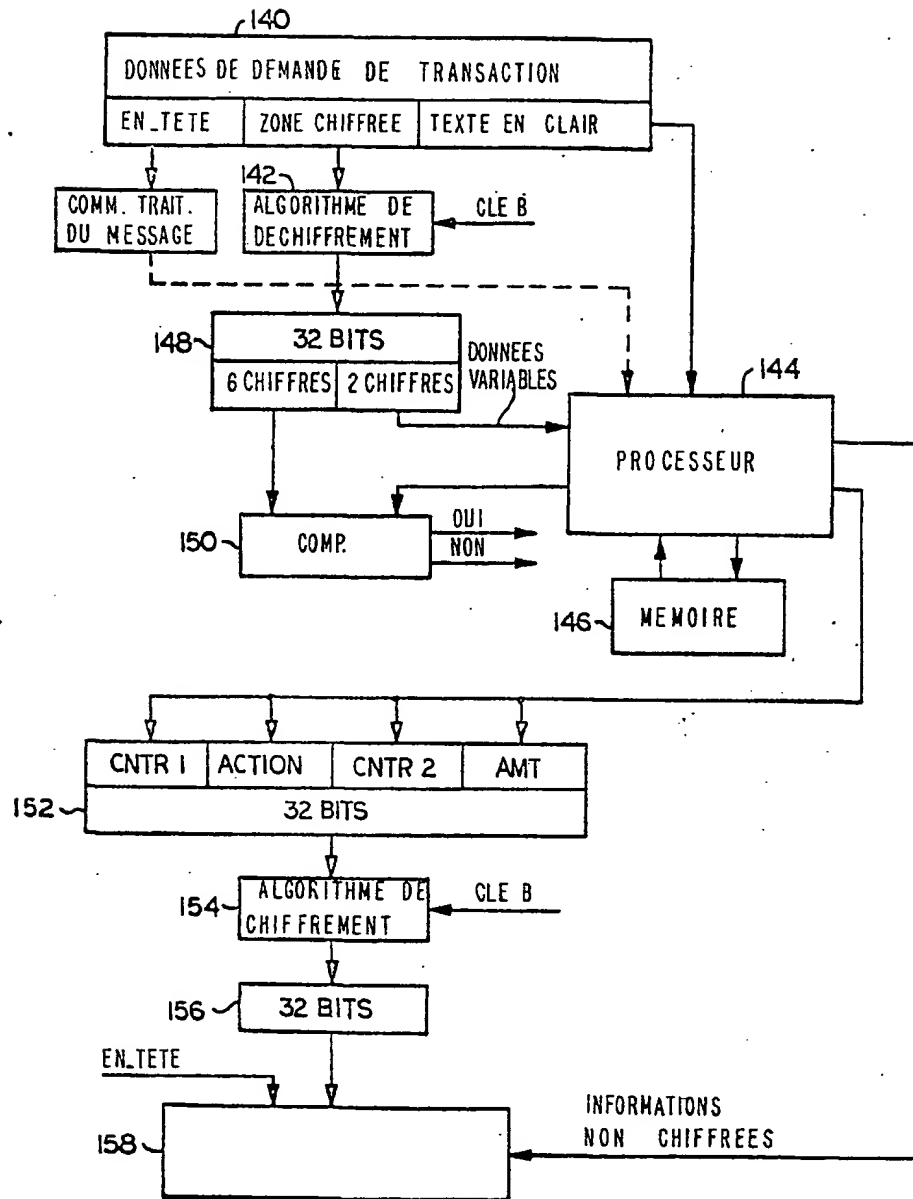 140
DONNEES DE DEMANDE DE TRANSACTION
EN_TETE
ZONE CHIFFREE
TEXTE EN CLAIR
COMM. TRAIT.
DU MESSAGE
142
ALGORITHME DE
DECHIFFREMENT
CLE B
148
32 BITS
6 CHIFFRES
2 CHIFFRES
DONNEES
VARIABLES
144
PROCESSEUR
150
COMP.
OUI
NON
146
MEMOIRE
CNTR 1
ACTION
CNTR 2
AMT
152
32 BITS
154
ALGORITHME DE
CHIFFREMENT
CLE B
156
32 BITS
EN_TETE
158
INFORMATIONS
NON CHIFFREES